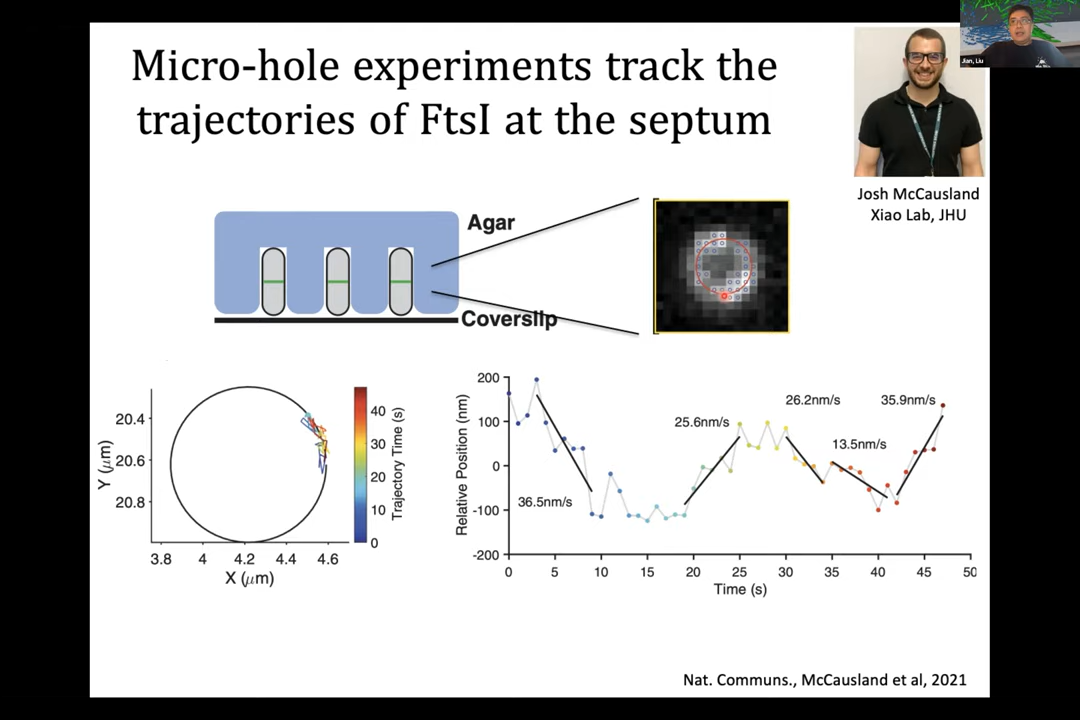 Micro-hole experiments track the
trajectories of FtsI at the septum
Jian, Liu
Josh McCausland
Xiao Lab, JHU
Agar
Coverslip
20.4
20.6
20.8
Y (μm)
3.8 4 4.2 4.4 4.6
X (μm)
40
30
20
10
0
Trajectory Time (s)
200
100
0
-100
-200
Relative Position (nm)
36.5nm/s
25.6nm/s
26.2nm/s
13.5nm/s
35.9nm/s
0 5 10 15 20 25 30 35 40 45 50
Time (s)
Nat. Communs., McCausland et al, 2021